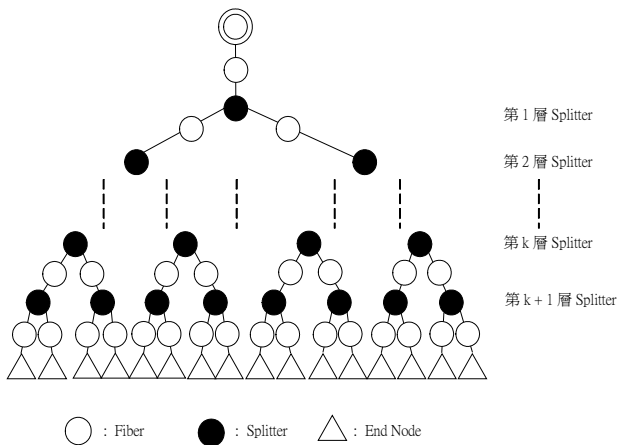 第 1 層 Splitter
第 2 層 Splitter
第 k 層 Splitter
第 k + 1 層 Splitter
: Fiber : Splitter : End Node